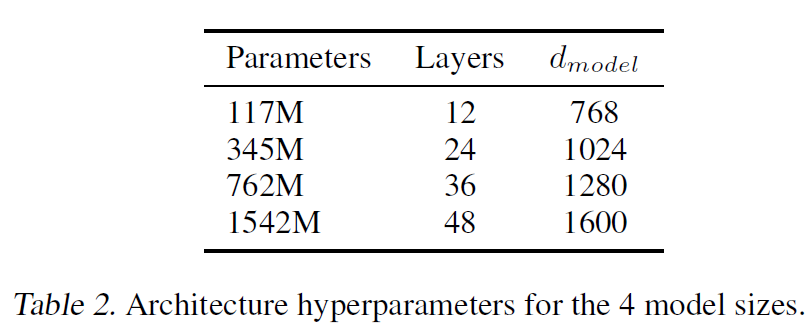 Parameters Layers d_model
117M 12 768
345M 24 1024
762M 36 1280
1542M 48 1600
Table 2. Architecture hyperparameters for the 4 model sizes.